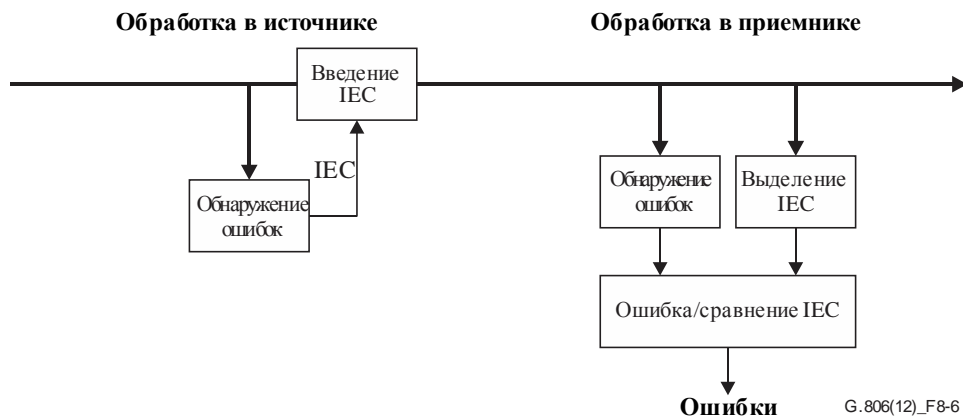 Обработка в источнике
Обработка в приемнике
Введение
IEC
IEC
Обнаружение
ошибок
Обнаружение
ошибок
Выделение
IEC
Ошибка/сравнение IEC
Ошибки
G.806(12)_F8-6